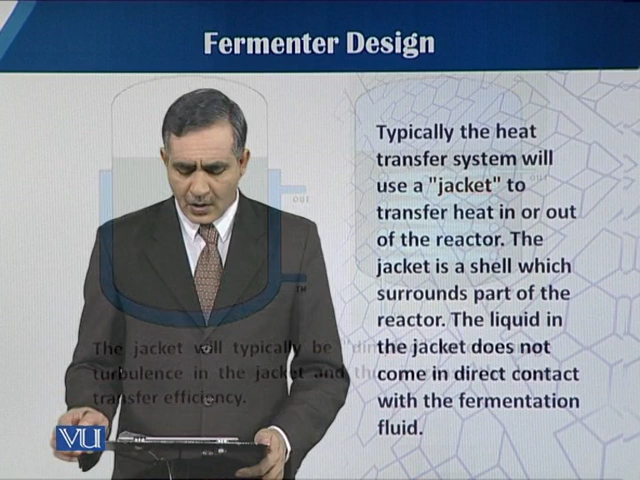 Fermenter Design
Typically the heat
transfer system will
use a "jacket" to
transfer heat in or out
of the reactor. The
jacket is a shell which
surrounds part of the
reactor. The liquid in
the jacket does not
come in direct contact
with the fermentation
fluid.
OUT
IN
The jacket will typically be
turbulence in the jacket and
transfer efficiency.
VU